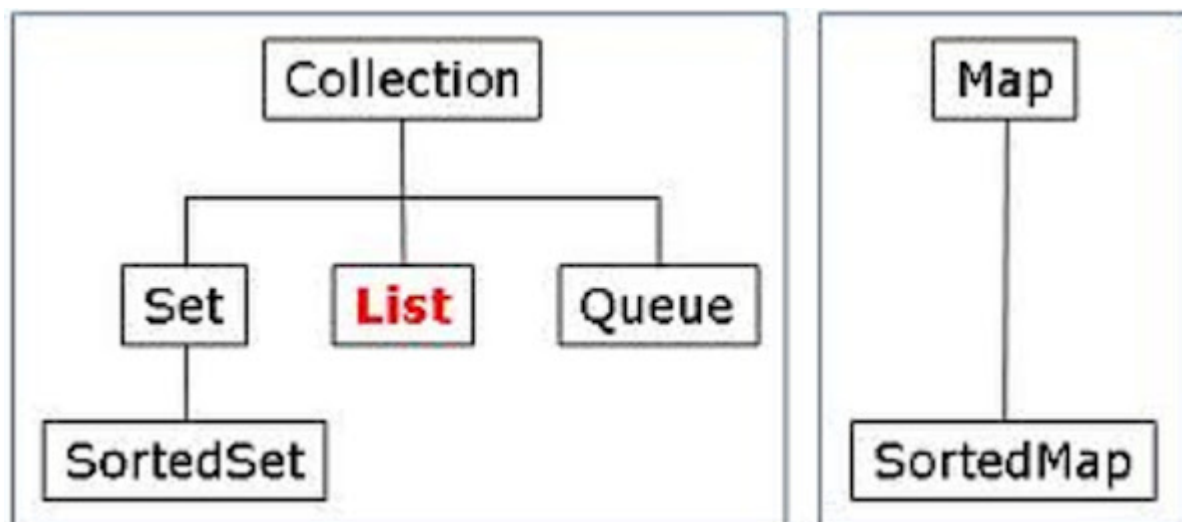 Collection
Map
Set
List
Queue
SortedSet
SortedMap